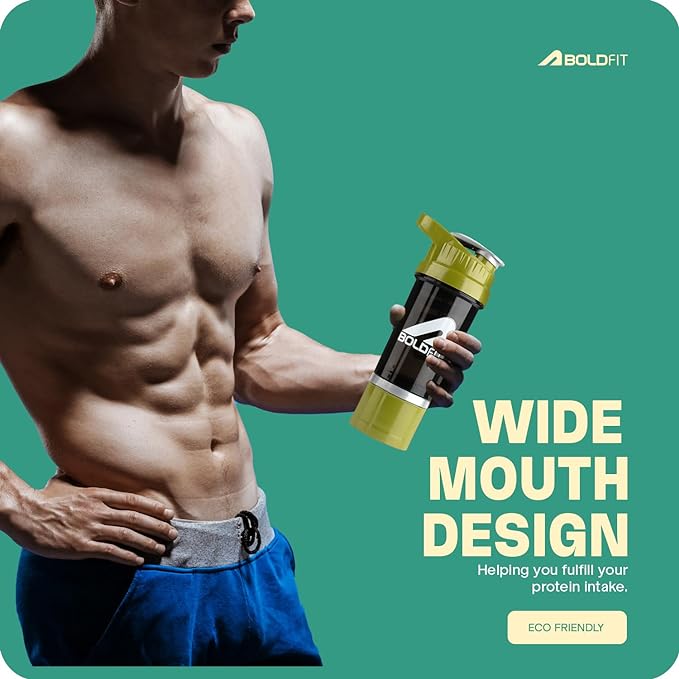 BOLDFIT
BOLDFIT
WIDE
MOUTH
DESIGN
Helping you fulfill your
protein intake.
ECO FRIENDLY